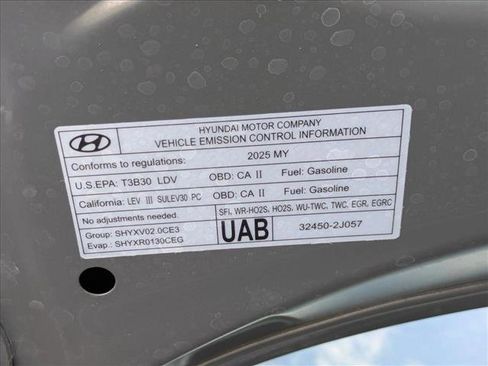 HYUNDAI MOTOR COMPANY
VEHICLE EMISSION CONTROL INFORMATION
Conforms to regulations: 2025 MY
U.S.EPA: T3B30 LDV OBD: CA II Fuel: Gasoline
California: LEV III SULEV30 PC OBD: CA II Fuel: Gasoline
No adjustments needed. SFI, WR-HO2S, HO2S, WU-TWC, TWC, EGR, EGRC
Group: SHYXV02.0CE3
Evap.: SHYXR0130CEG
UAB 32450-2J057